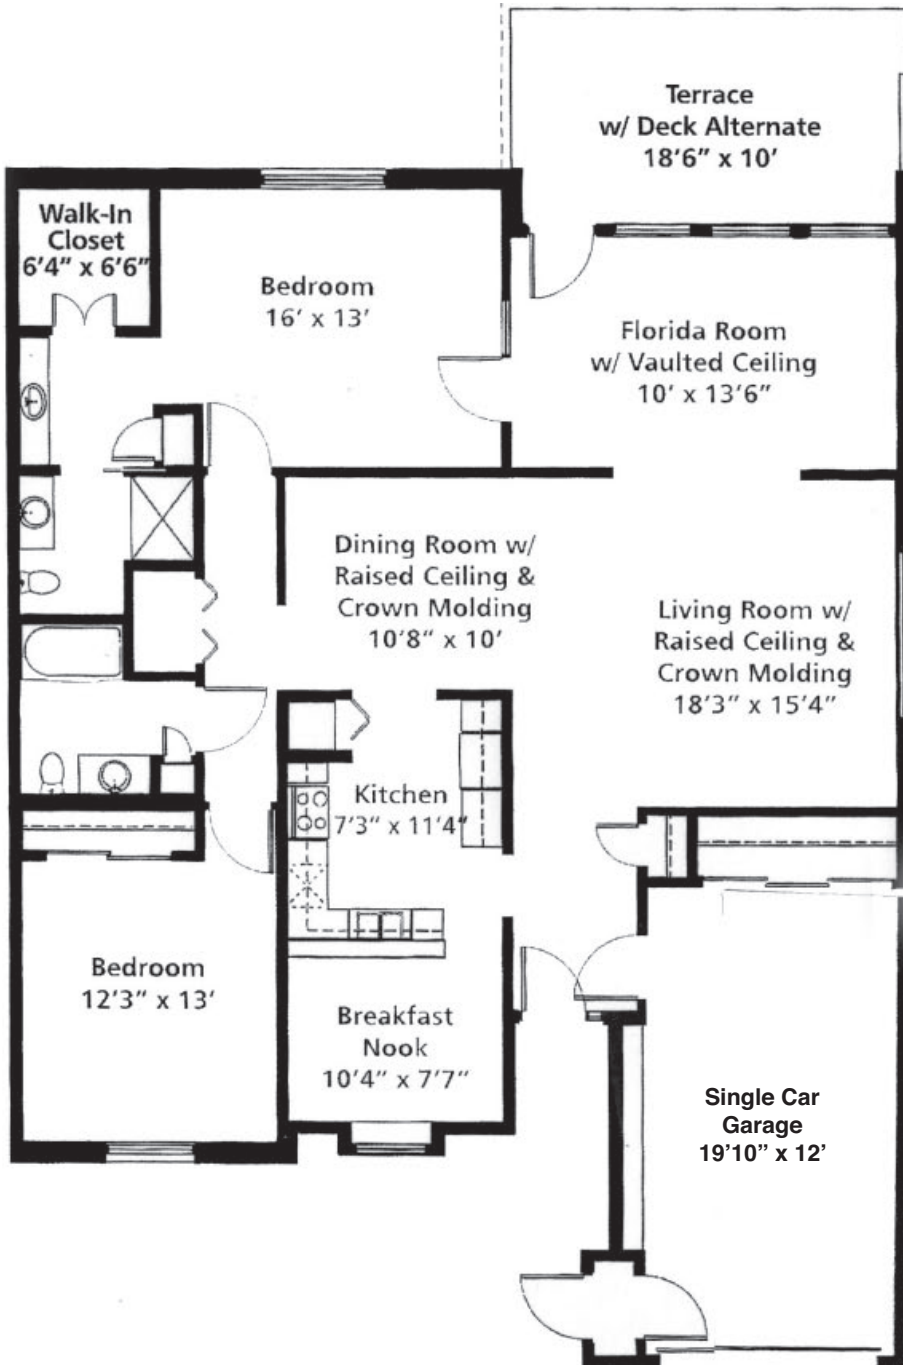 Terrace
w/ Deck Alternate
18'6" x 10'
Walk-In
Closet
6'4" x 6'6"
Bedroom
16' x 13'
Florida Room
w/ Vaulted Ceiling
10' x 13'6"
Dining Room w/
Raised Ceiling &
Crown Molding
10'8" x 10'
Living Room w/
Raised Ceiling &
Crown Molding
18'3" x 15'4"
Kitchen
7'3" x 11'4"
Bedroom
12'3" x 13'
Breakfast
Nook
10'4" x 7'7"
Single Car
Garage
19'10" x 12'